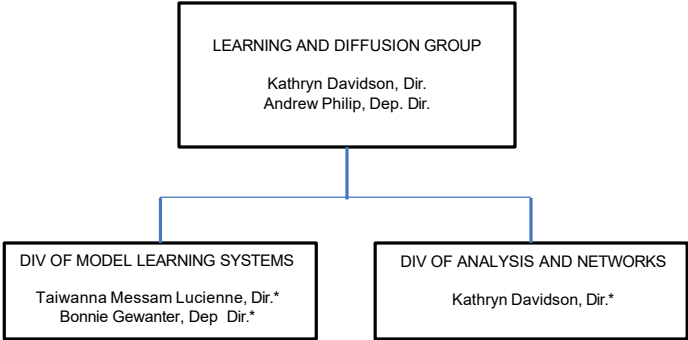 LEARNING AND DIFFUSION GROUP
Kathryn Davidson, Dir.
Andrew Philip, Dep. Dir.
DIV OF MODEL LEARNING SYSTEMS
Taiwanna Messam Lucienne, Dir.*
Bonnie Gewanter, Dep Dir.*
DIV OF ANALYSIS AND NETWORKS
Kathryn Davidson, Dir.*